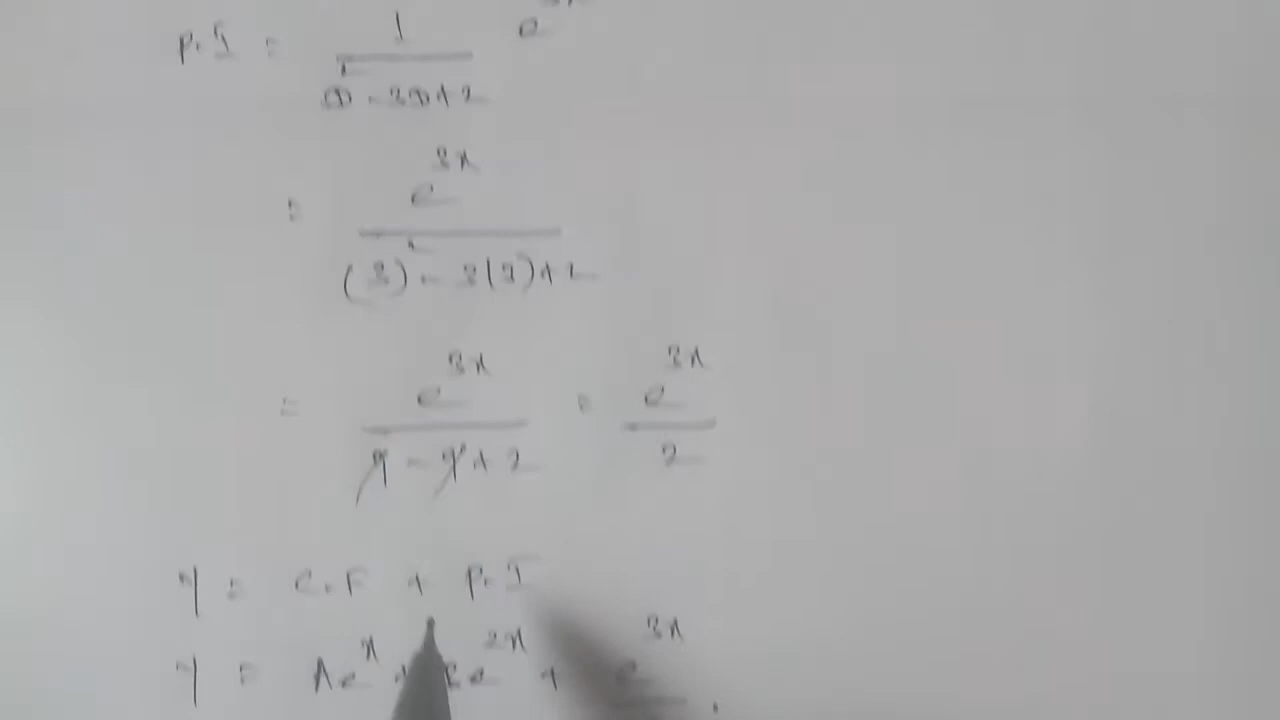 P.I = 1 / (D² - 3D + 2) e^3x
= e^3x / ((3)² - 3(3) + 2)
= e^3x / (9 - 9 + 2) = e^3x / 2
y = C.F + P.I
y = Ae^x + Be^2x + e^3x